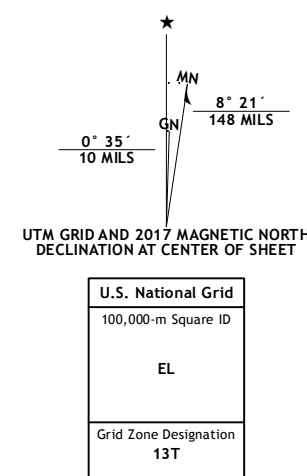 ★
MN
8° 21´
148 MILS
GN
0° 35´
10 MILS
UTM GRID AND 2017 MAGNETIC NORTH
DECLINATION AT CENTER OF SHEET
U.S. National Grid
100,000-m Square ID
EL
Grid Zone Designation
13T